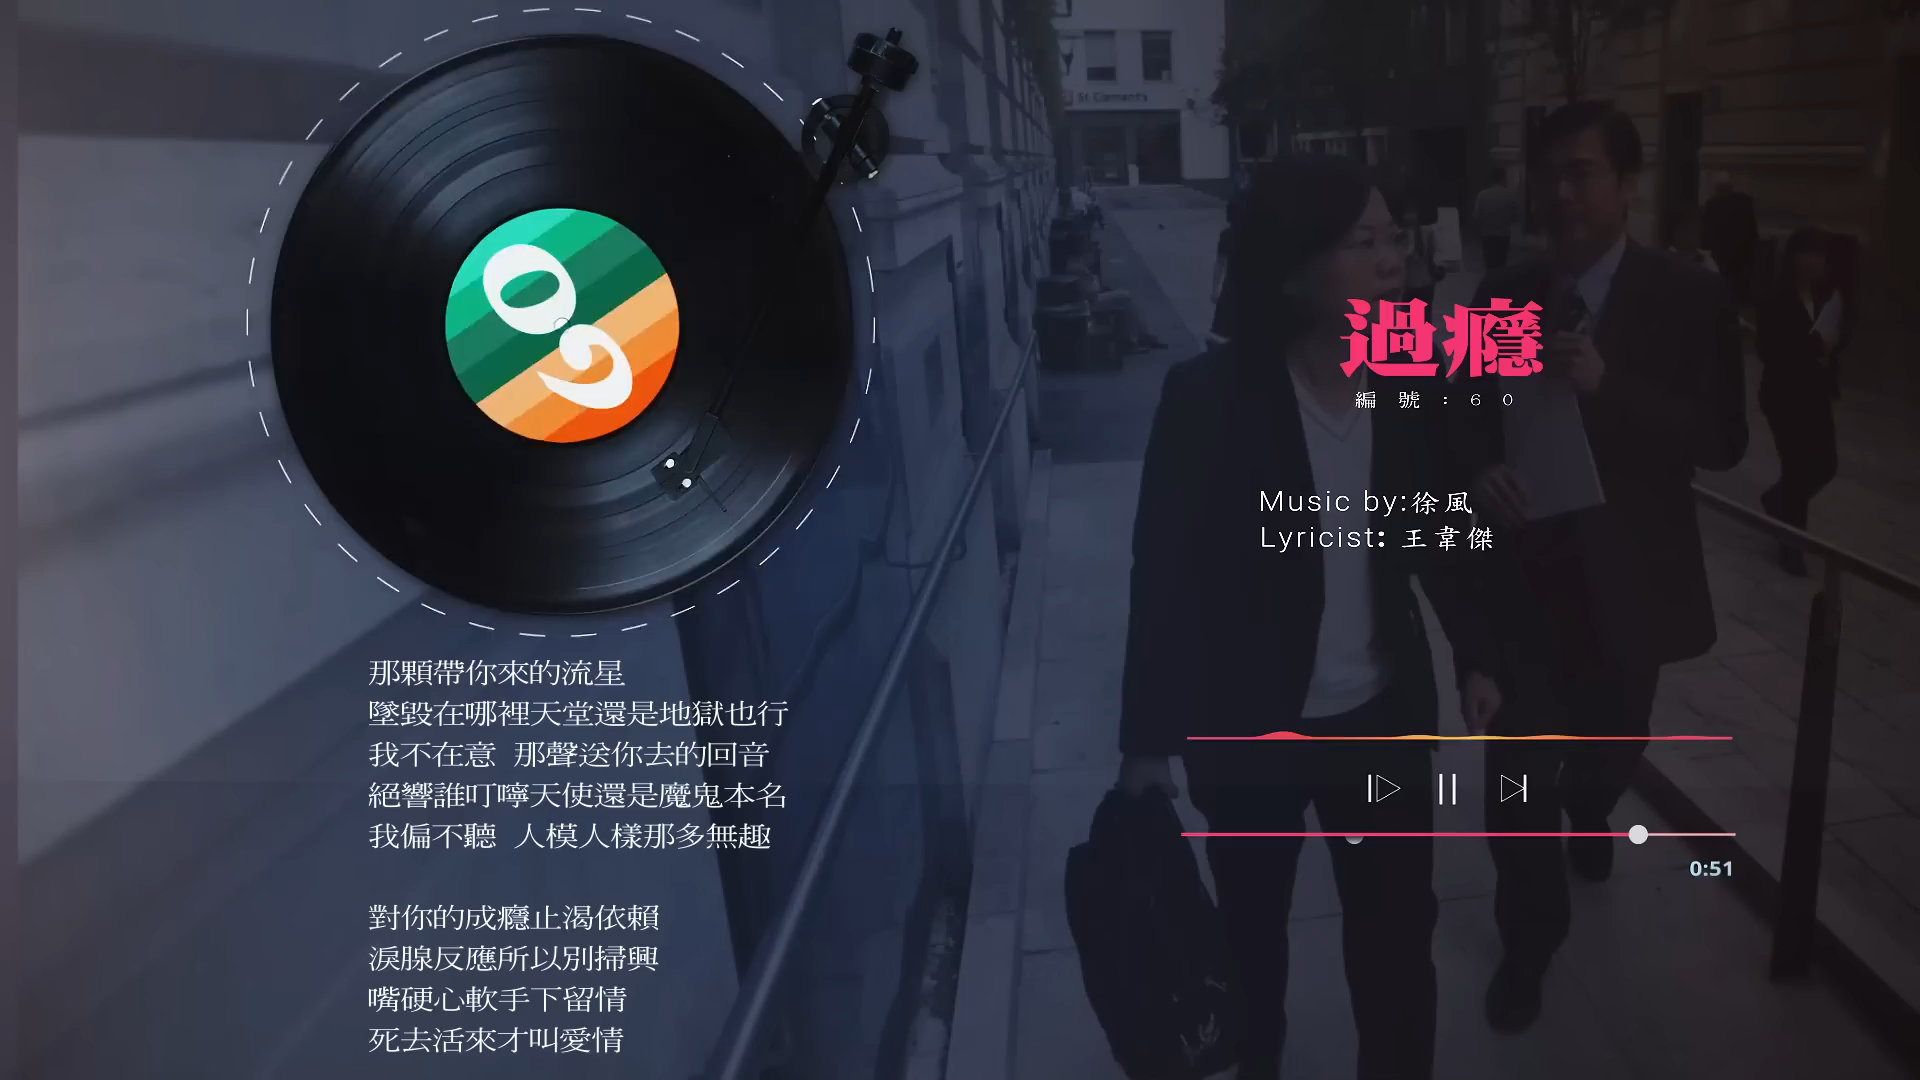 St Clement's
60
過癮
編號:60
Music by:徐風
Lyricist: 王韋傑
那顆帶你來的流星
墜毀在哪裡天堂還是地獄也行
我不在意 那聲送你去的回音
絕響誰叮嚀天使還是魔鬼本名
我偏不聽 人模人樣那多無趣
對你的成癮止渴依賴
淚腺反應所以別掃興
嘴硬心軟手下留情
死去活來才叫愛情
0:51